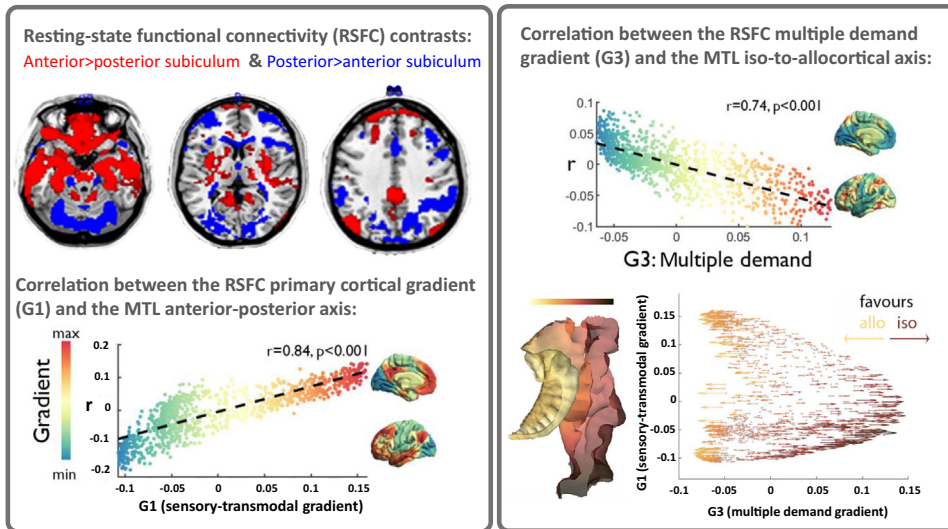 Resting-state functional connectivity (RSFC) contrasts:
Anterior>posterior subiculum & Posterior>anterior subiculum
Correlation between the RSFC primary cortical gradient
(G1) and the MTL anterior-posterior axis:
max
Gradient
min
r
0.2
0.1
0
-0.1
-0.2
r=0.84, p<0.001
-0.1
-0.05
0
0.05
0.1
0.15
G1 (sensory-transmodal gradient)
Correlation between the RSFC multiple demand
gradient (G3) and the MTL iso-to-allocortical axis:
r=0.74, p<0.001
0.1
0.05
r
0
-0.05
-0.1
-0.05
0
0.05
0.1
G3: Multiple demand
favours
allo iso
G1 (sensory-transmodal gradient)
0.15
0.1
0.05
0
-0.05
-0.1
-0.1
-0.05
0
0.05
0.10
0.15
G3 (multiple demand gradient)